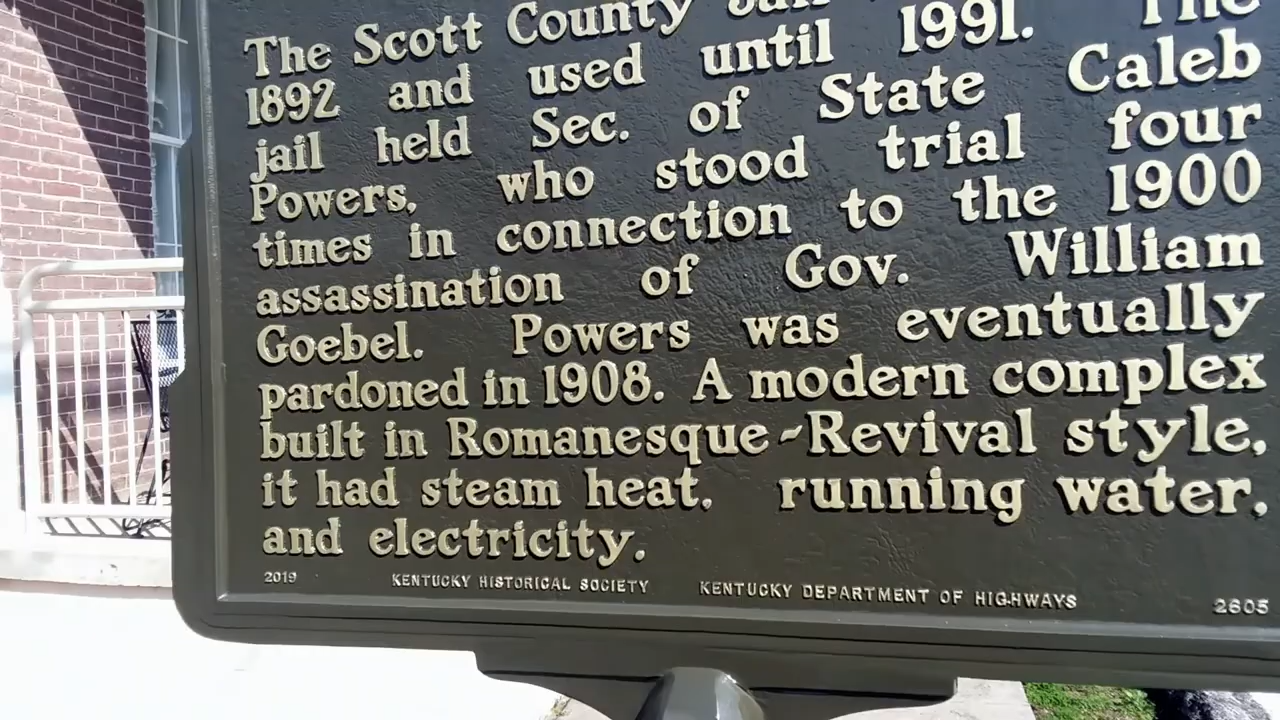 The Scott County Jail
1892 and used until 1991. The
jail held Sec. of State Caleb
Powers, who stood trial four
times in connection to the 1900
assassination of Gov. William
Goebel. Powers was eventually
pardoned in 1908. A modern complex
built in Romanesque-Revival style,
it had steam heat, running water,
and electricity.
2019 KENTUCKY HISTORICAL SOCIETY KENTUCKY DEPARTMENT OF HIGHWAYS 2605